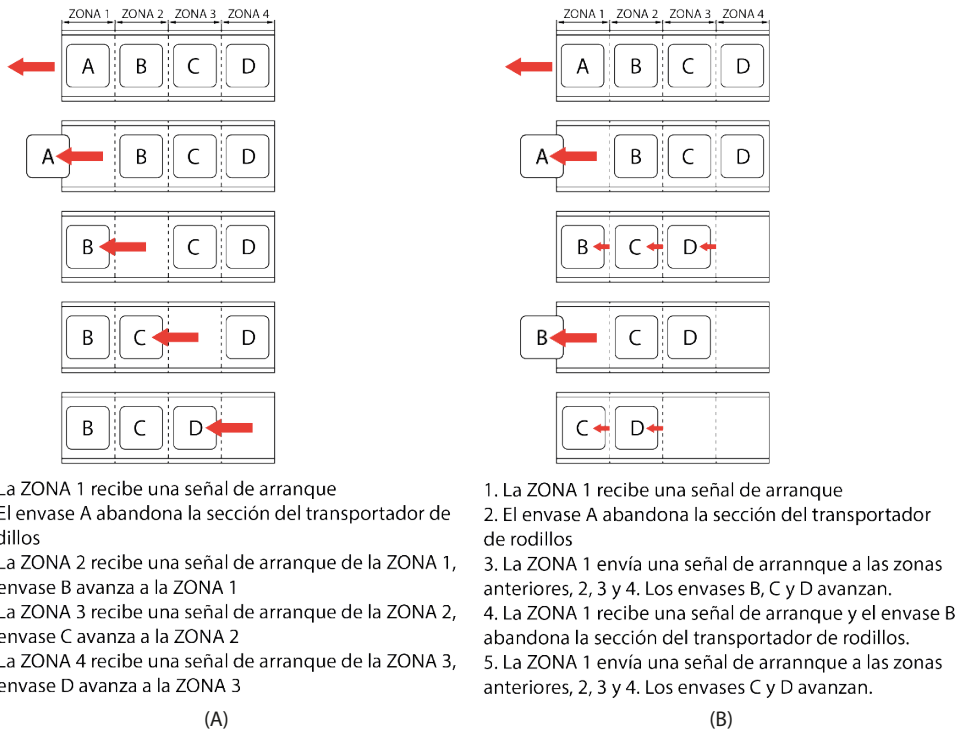 ZONA 1 ZONA 2 ZONA 3 ZONA 4
A B C D
A B C D
B C D
B C D
B C D
La ZONA 1 recibe una señal de arranque
El envase A abandona la sección del transportador de
dillos
La ZONA 2 recibe una señal de arranque de la ZONA 1,
envase B avanza a la ZONA 1
La ZONA 3 recibe una señal de arranque de la ZONA 2,
envase C avanza a la ZONA 2
La ZONA 4 recibe una señal de arranque de la ZONA 3,
envase D avanza a la ZONA 3
(A)
ZONA 1 ZONA 2 ZONA 3 ZONA 4
A B C D
A B C D
B C D
B C D
C D
1. La ZONA 1 recibe una señal de arranque
2. El envase A abandona la sección del transportador
de rodillos
3. La ZONA 1 envía una señal de arrannque a las zonas
anteriores, 2, 3 y 4. Los envases B, C y D avanzan.
4. La ZONA 1 recibe una señal de arranque y el envase B
abandona la sección del transportador de rodillos.
5. La ZONA 1 envía una señal de arrannque a las zonas
anteriores, 2, 3 y 4. Los envases C y D avanzan.
(B)